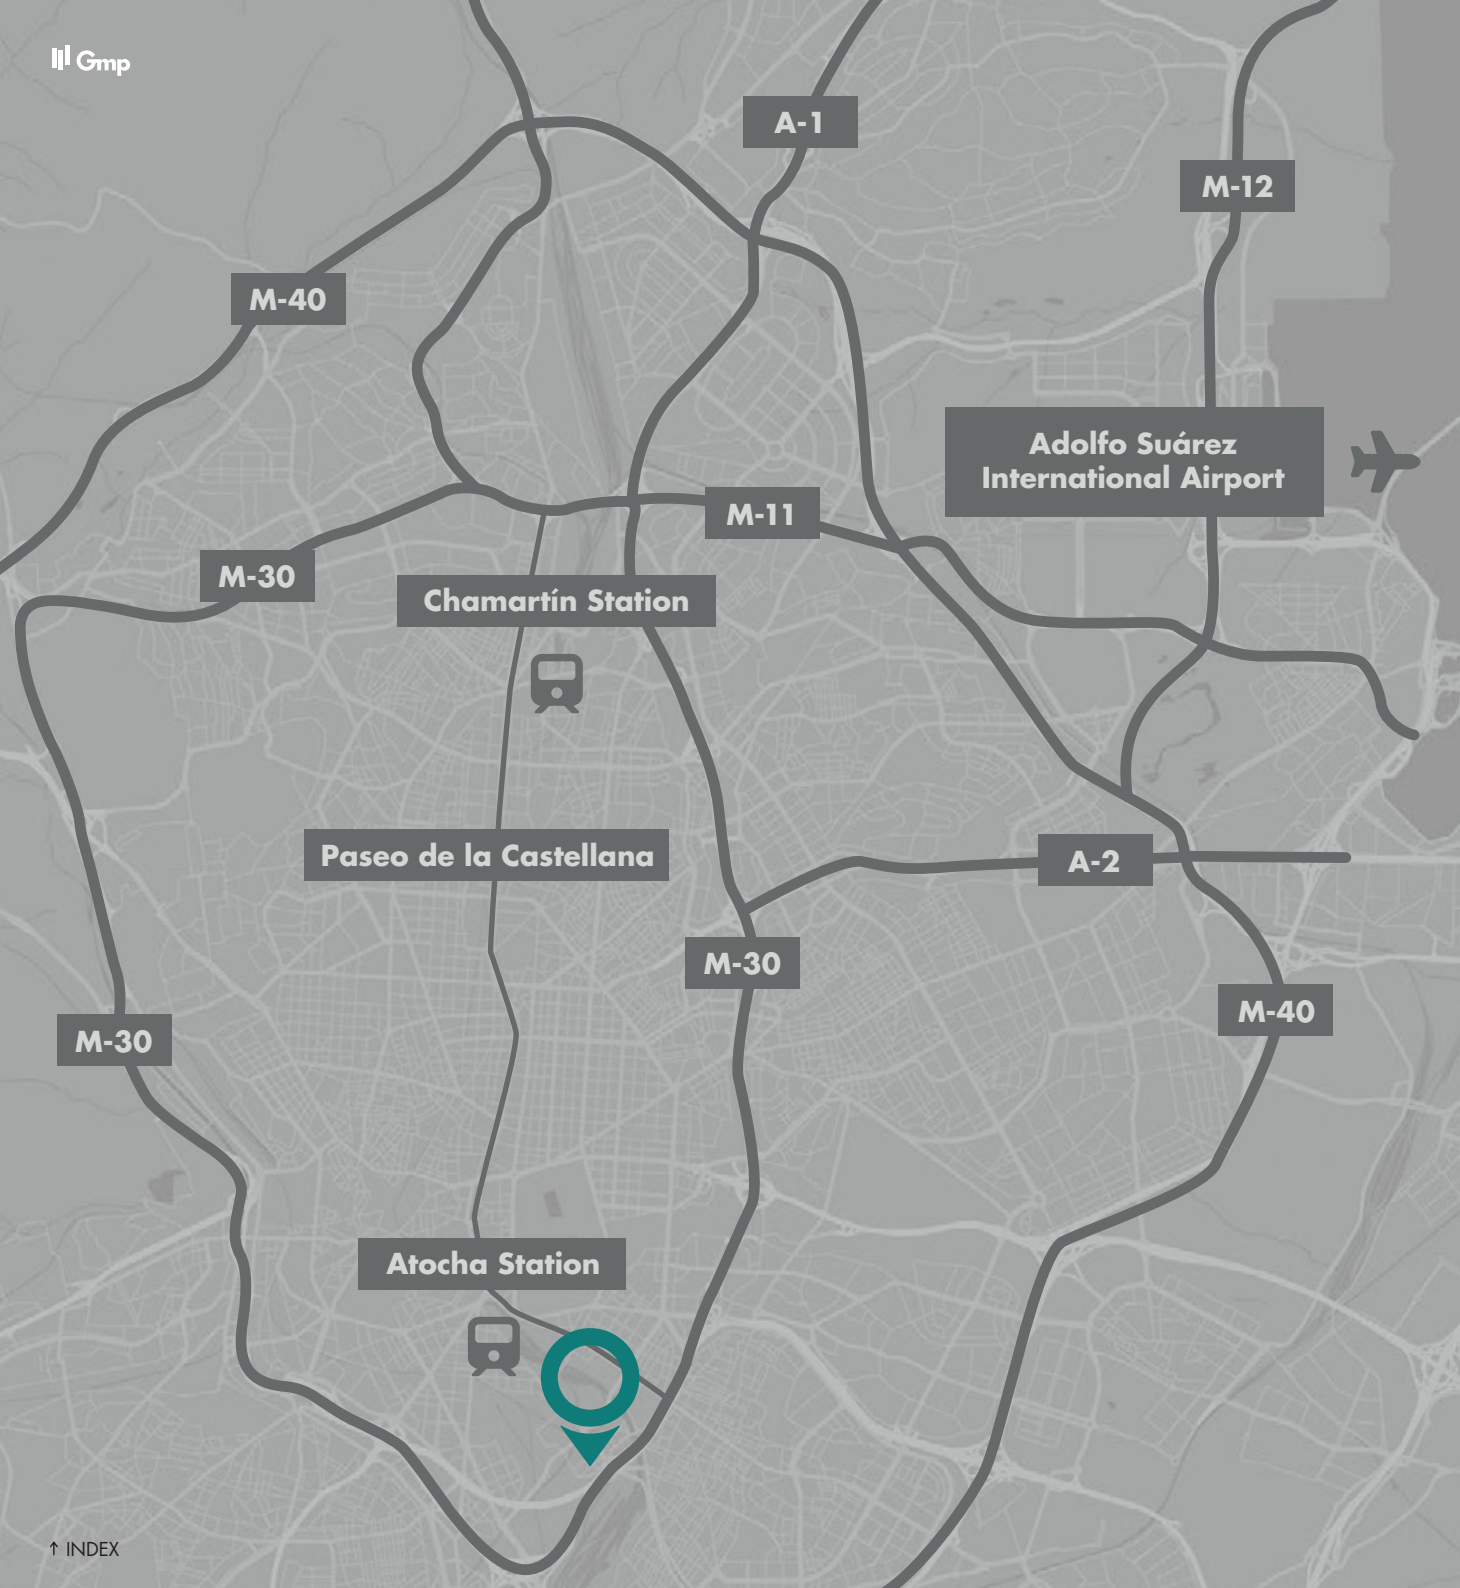 Gmp
A-1
M-12
M-40
Adolfo Suárez
International Airport
M-11
M-30
Chamartín Station
Paseo de la Castellana
A-2
M-30
M-40
M-30
Atocha Station
↑ INDEX